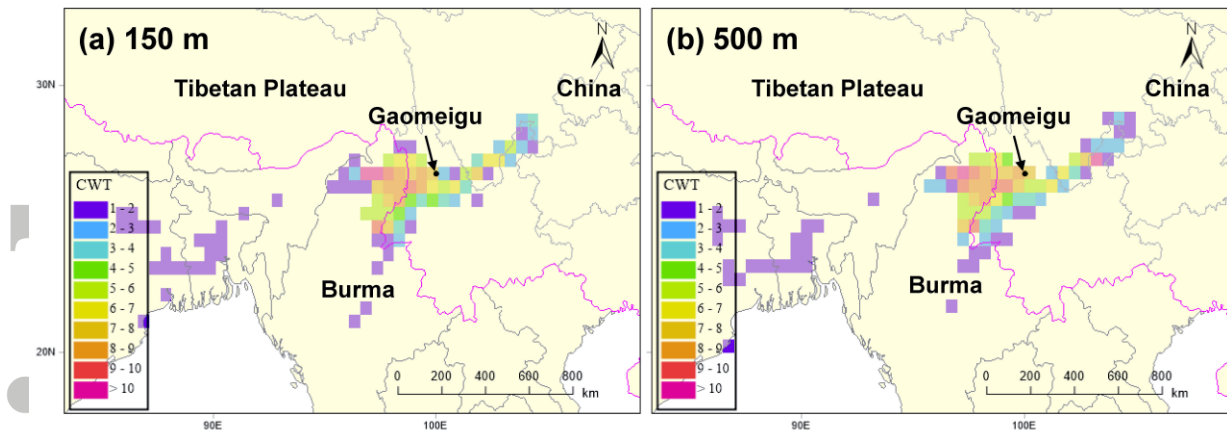 (a) 150 m
N
30N
Tibetan Plateau
China
Gaomeigu
CWT
1 - 2
2 - 3
3 - 4
4 - 5
5 - 6
6 - 7
7 - 8
8 - 9
9 - 10
> 10
Burma
20N
0 200 400 600 800
km
90E
100E
(b) 500 m
N
30N
Tibetan Plateau
China
Gaomeigu
CWT
1 - 2
2 - 3
3 - 4
4 - 5
5 - 6
6 - 7
7 - 8
8 - 9
9 - 10
> 10
Burma
20N
0 200 400 600 800
km
90E
100E